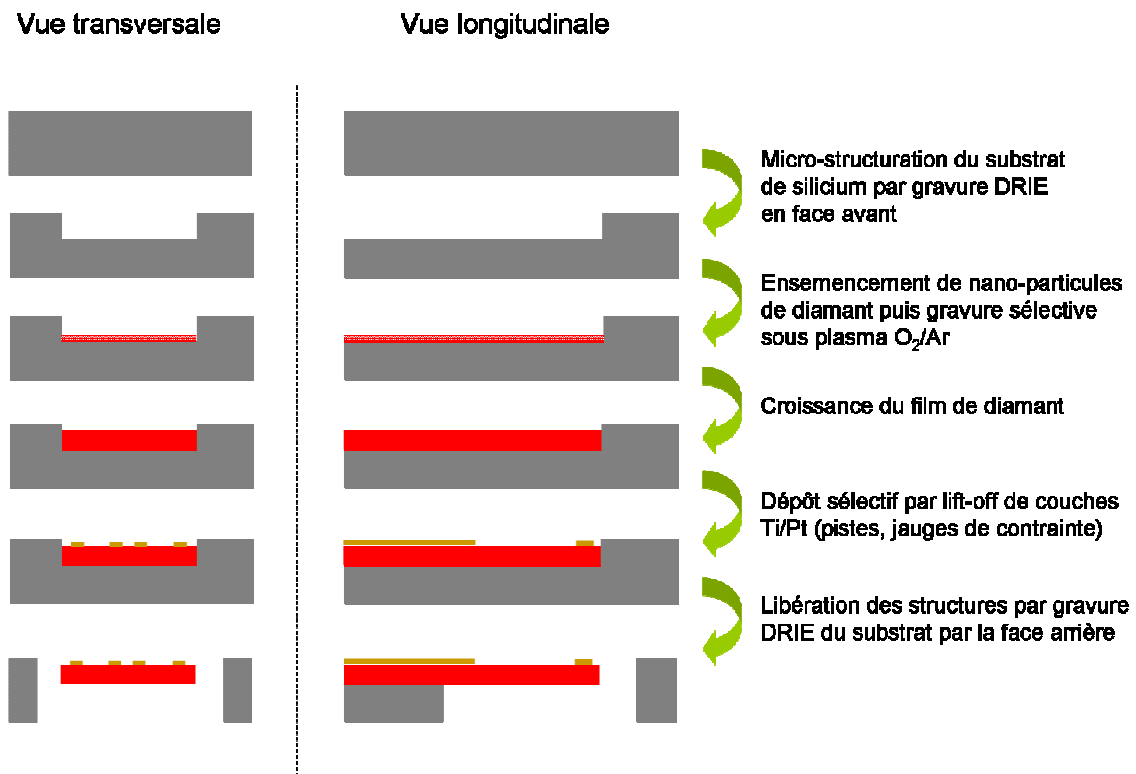 Vue transversale
Vue longitudinale
Micro-structuration du substrat
de silicium par gravure DRIE
en face avant
Ensemencement de nano-particules
de diamant puis gravure sélective
sous plasma O₂/Ar
Croissance du film de diamant
Dépôt sélectif par lift-off de couches
Ti/Pt (pistes, jauges de contrainte)
Libération des structures par gravure
DRIE du substrat par la face arrière